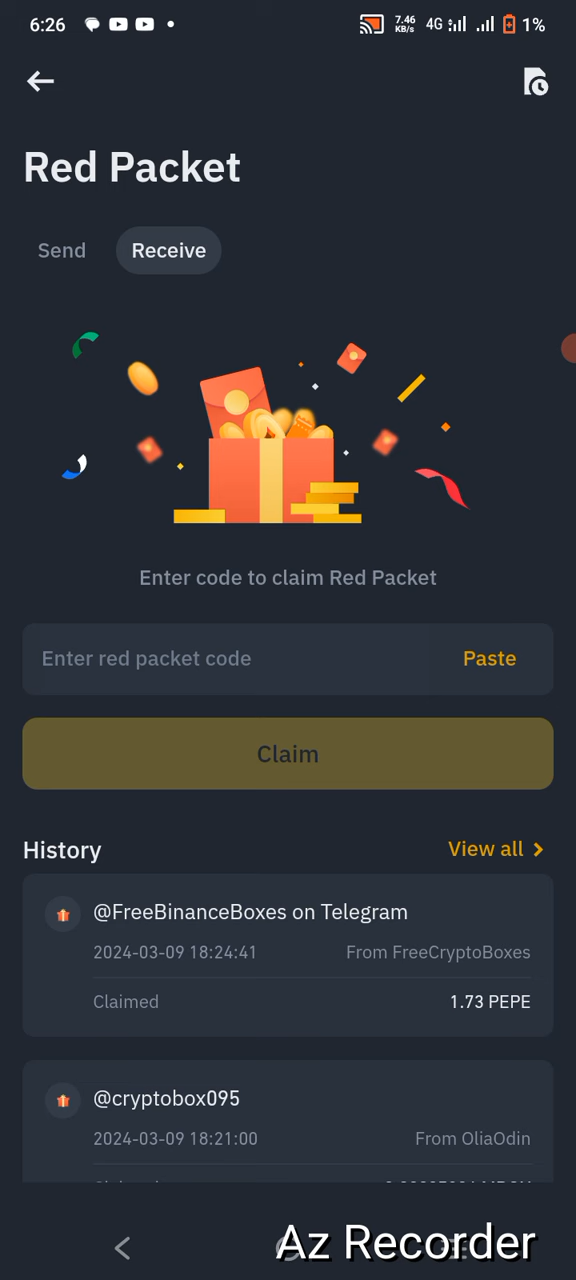 6:26
7.46 KB/s 4G 1%
Red Packet
Send Receive
Enter code to claim Red Packet
Enter red packet code Paste
Claim
History View all
@FreeBinanceBoxes on Telegram
2024-03-09 18:24:41 From FreeCryptoBoxes
Claimed 1.73 PEPE
@cryptobox095
2024-03-09 18:21:00 From OliaOdin
Az Recorder